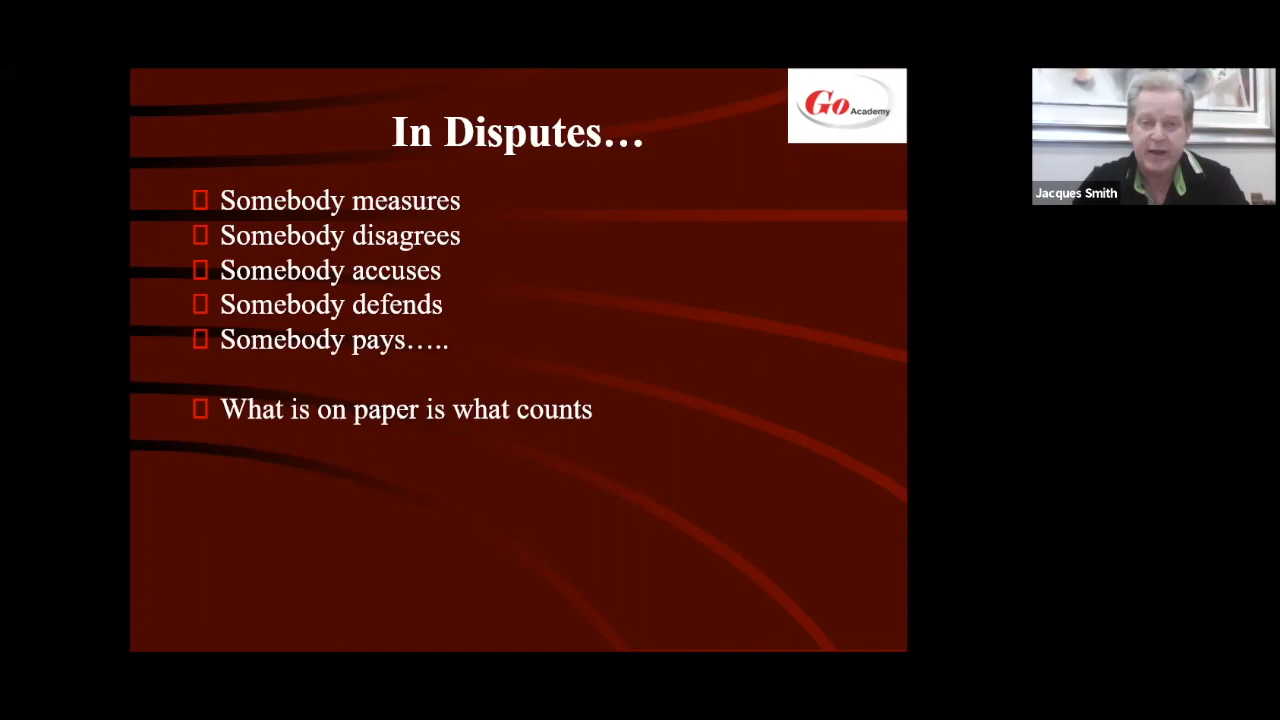 In Disputes…
Go Academy
Somebody measures
Somebody disagrees
Somebody accuses
Somebody defends
Somebody pays…..
What is on paper is what counts
Jacques Smith